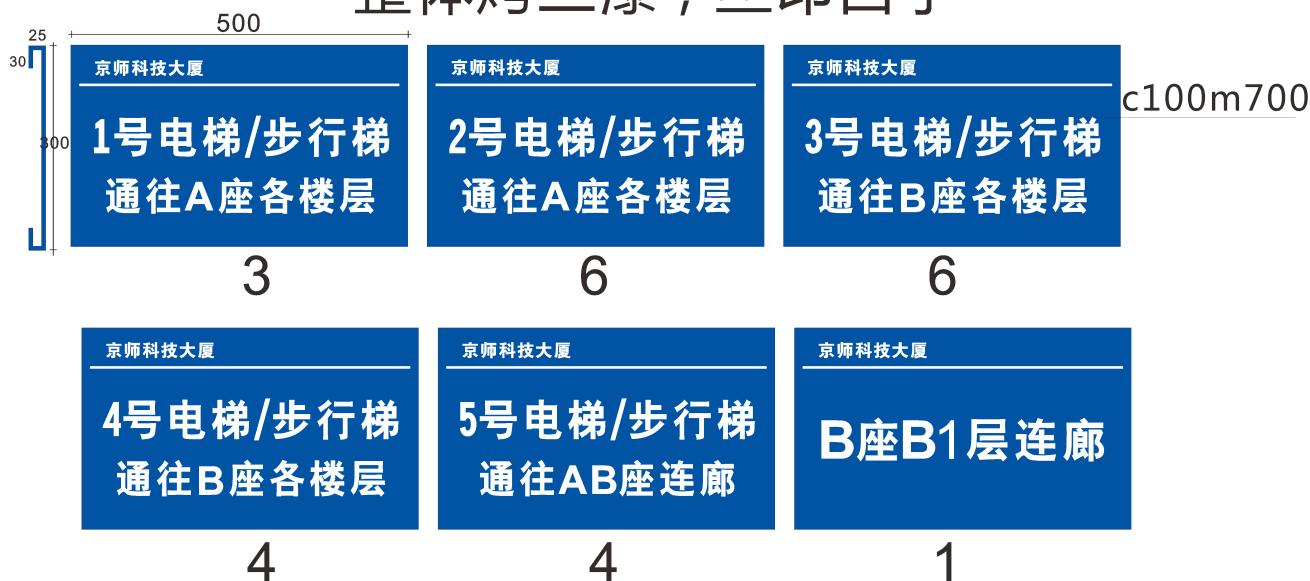 500
25
30
300
京师科技大厦
1号电梯/步行梯
通往A座各楼层
3
京师科技大厦
2号电梯/步行梯
通往A座各楼层
6
京师科技大厦
3号电梯/步行梯
通往B座各楼层
6
c100m700
京师科技大厦
4号电梯/步行梯
通往B座各楼层
4
京师科技大厦
5号电梯/步行梯
通往AB座连廊
4
京师科技大厦
B座B1层连廊
1